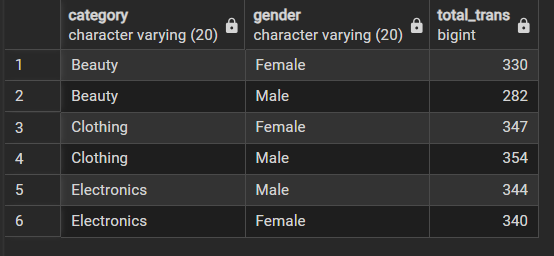 category gender total_trans
character varying (20) character varying (20) bigint
1 Beauty Female 330
2 Beauty Male 282
3 Clothing Female 347
4 Clothing Male 354
5 Electronics Male 344
6 Electronics Female 340